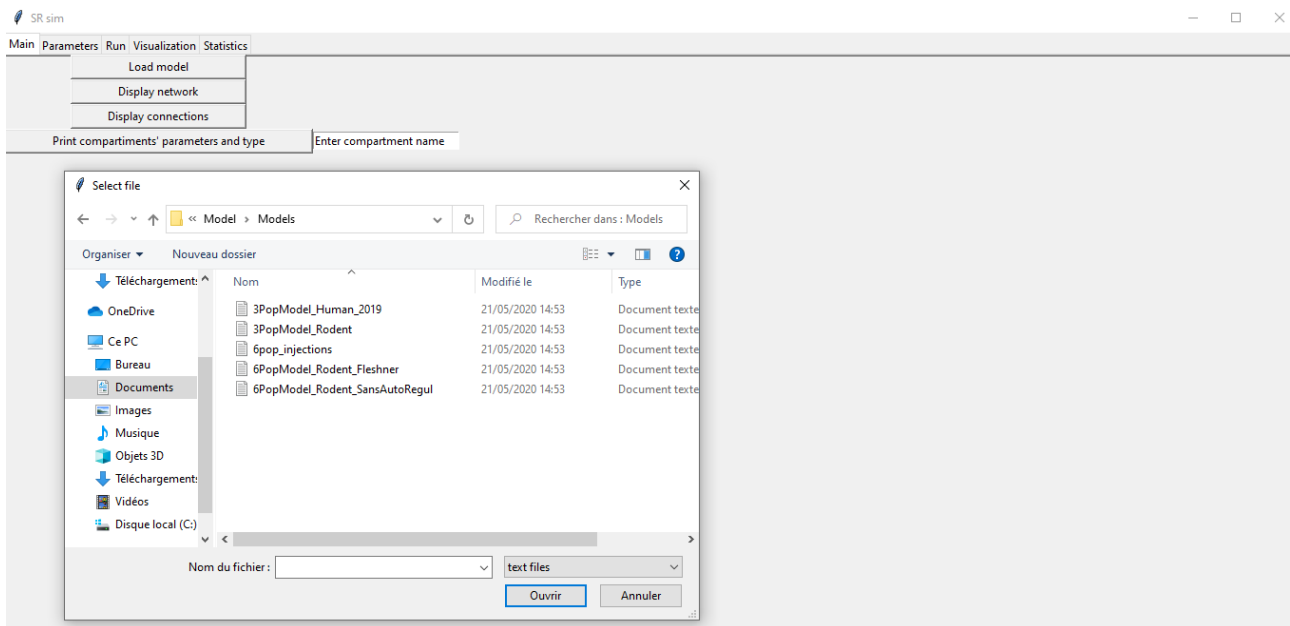 SR sim
Main Parameters Run Visualization Statistics
Load model
Display network
Display connections
Print compartiments' parameters and type Enter compartment name
Select file
« Model › Models Rechercher dans : Models
Organiser Nouveau dossier
Téléchargements Nom Modifié le Type
OneDrive
3PopModel_Human_2019 21/05/2020 14:53 Document texte
3PopModel_Rodent 21/05/2020 14:53 Document texte
Ce PC
6pop_injections 21/05/2020 14:53 Document texte
Bureau
6PopModel_Rodent_Fleshner 21/05/2020 14:53 Document texte
Documents
6PopModel_Rodent_SansAutoRegul 21/05/2020 14:53 Document texte
Images
Musique
Objets 3D
Téléchargements
Vidéos
Disque local (C:)
Nom du fichier : text files
Ouvrir Annuler